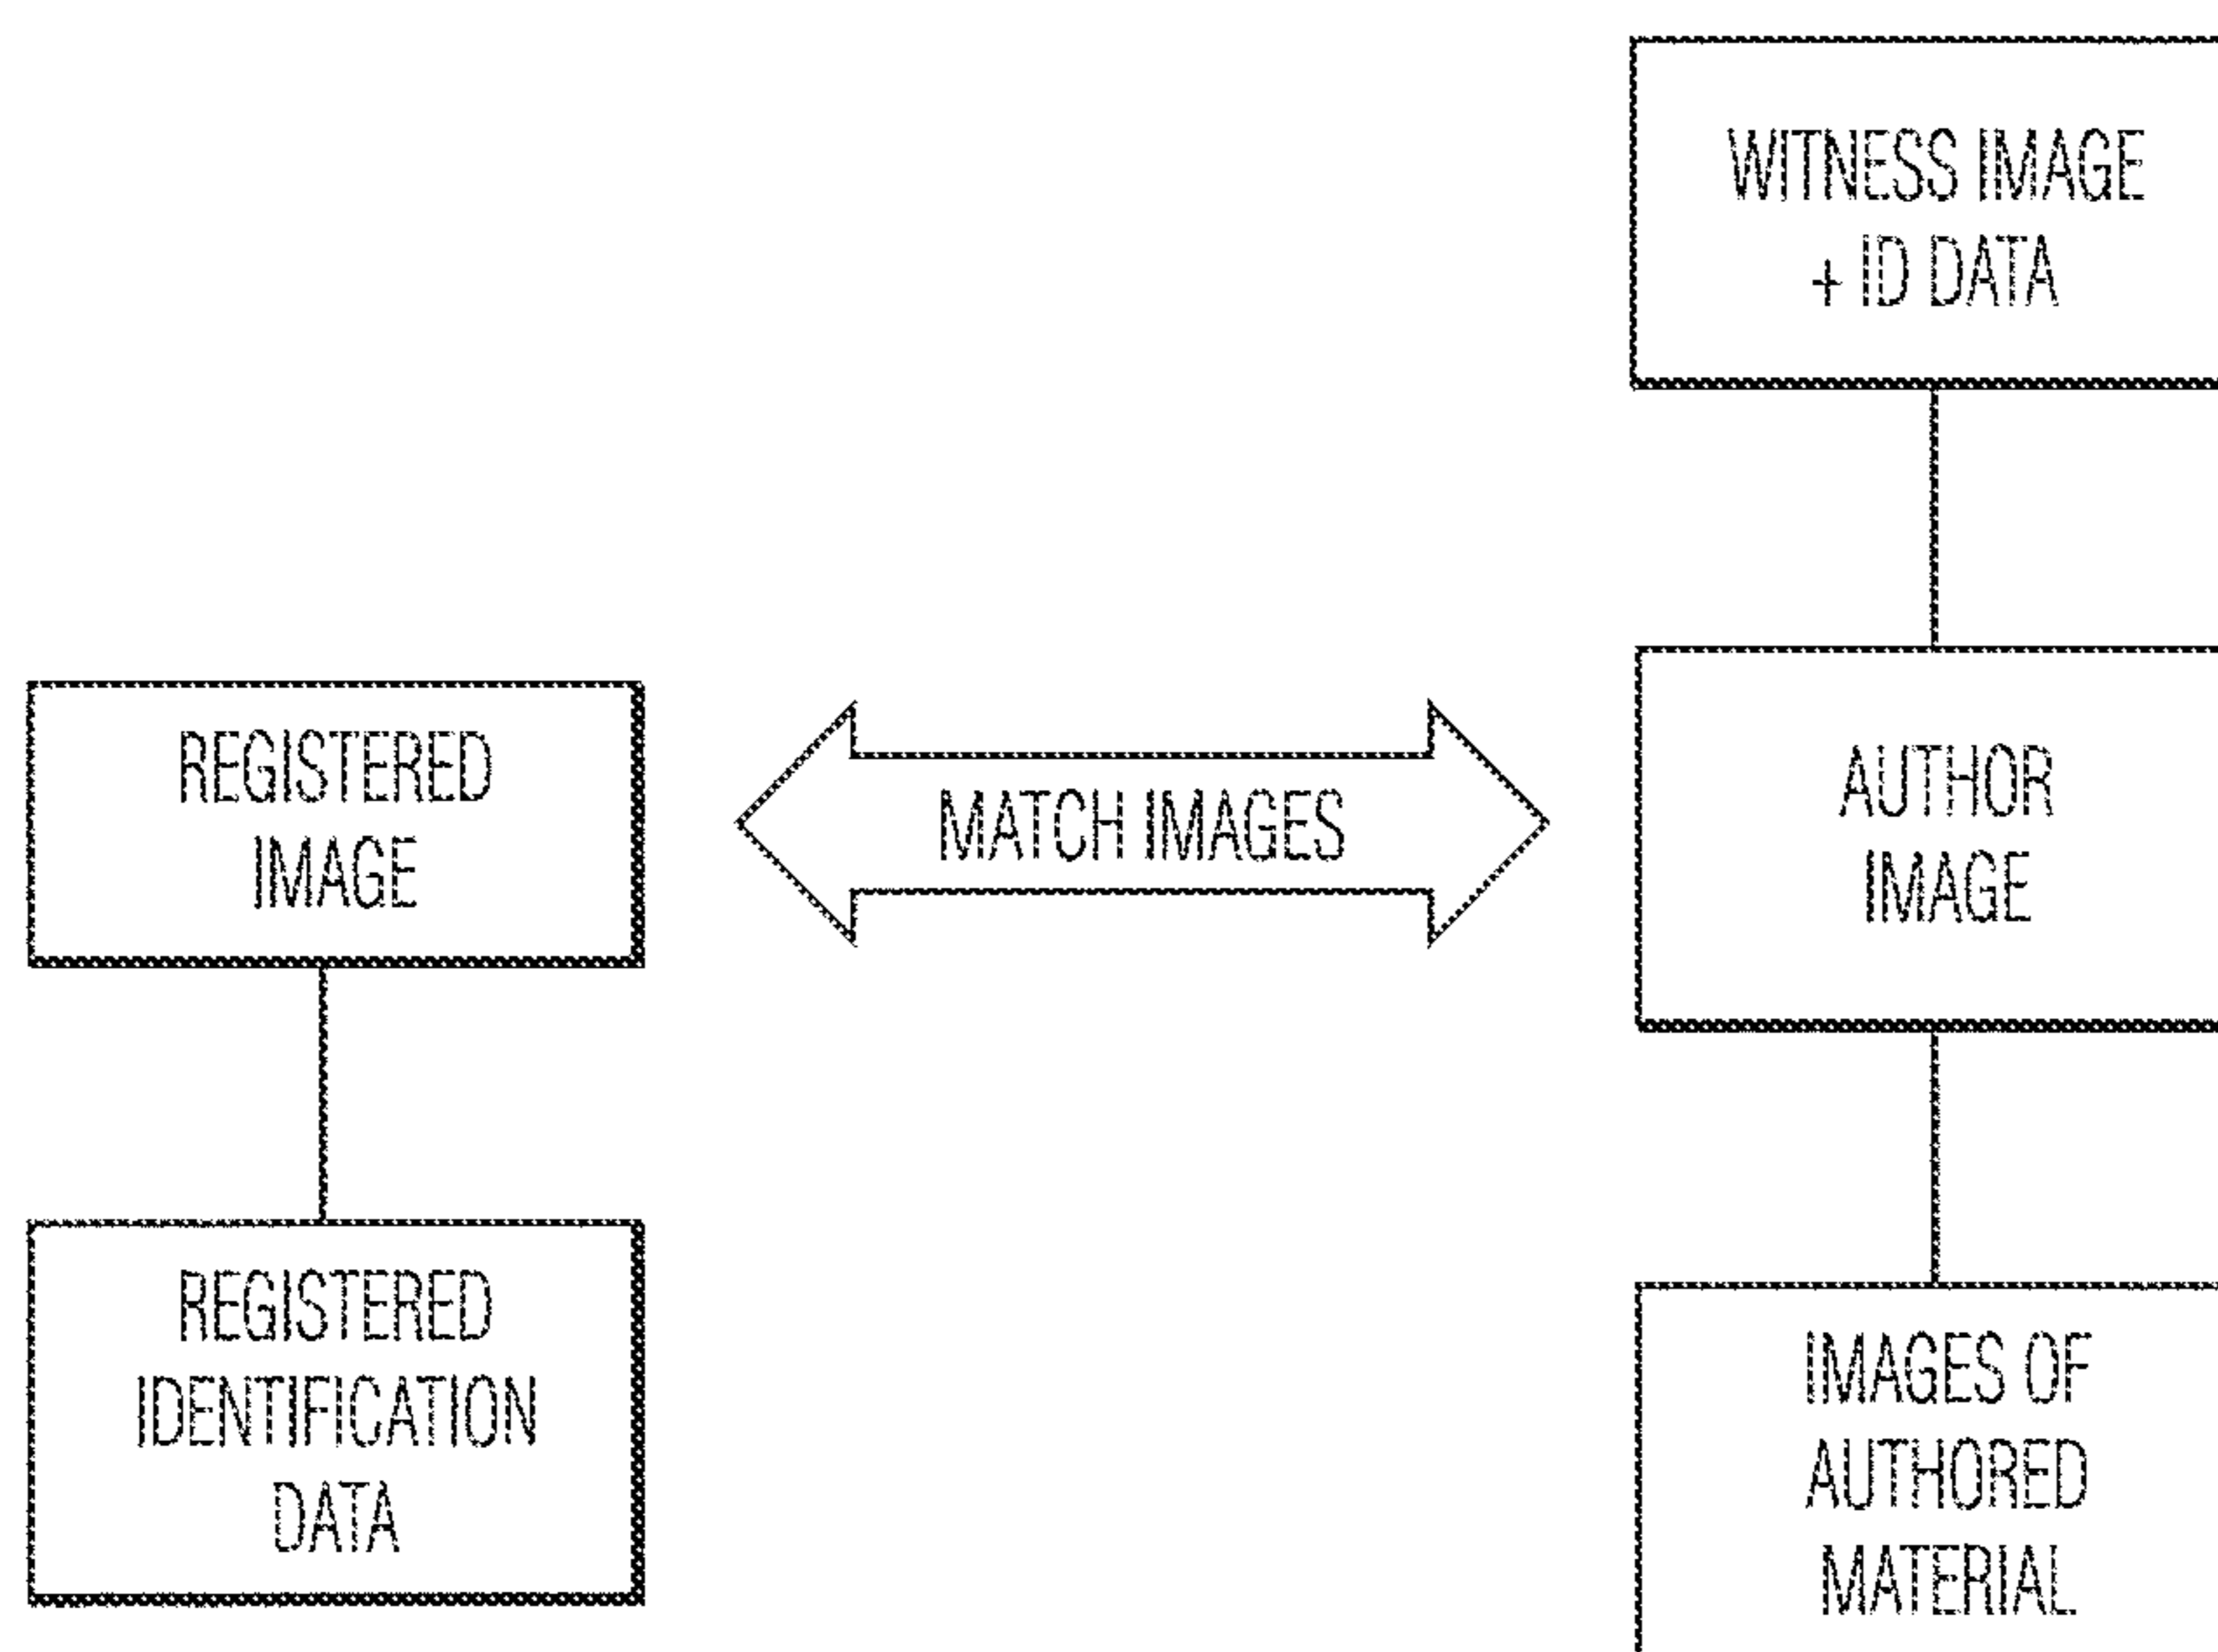 WITNESS IMAGE
+ ID DATA
REGISTERED
IMAGE
MATCH IMAGES
AUTHOR
IMAGE
REGISTERED
IDENTIFICATION
DATA
IMAGES OF
AUTHORED
MATERIAL